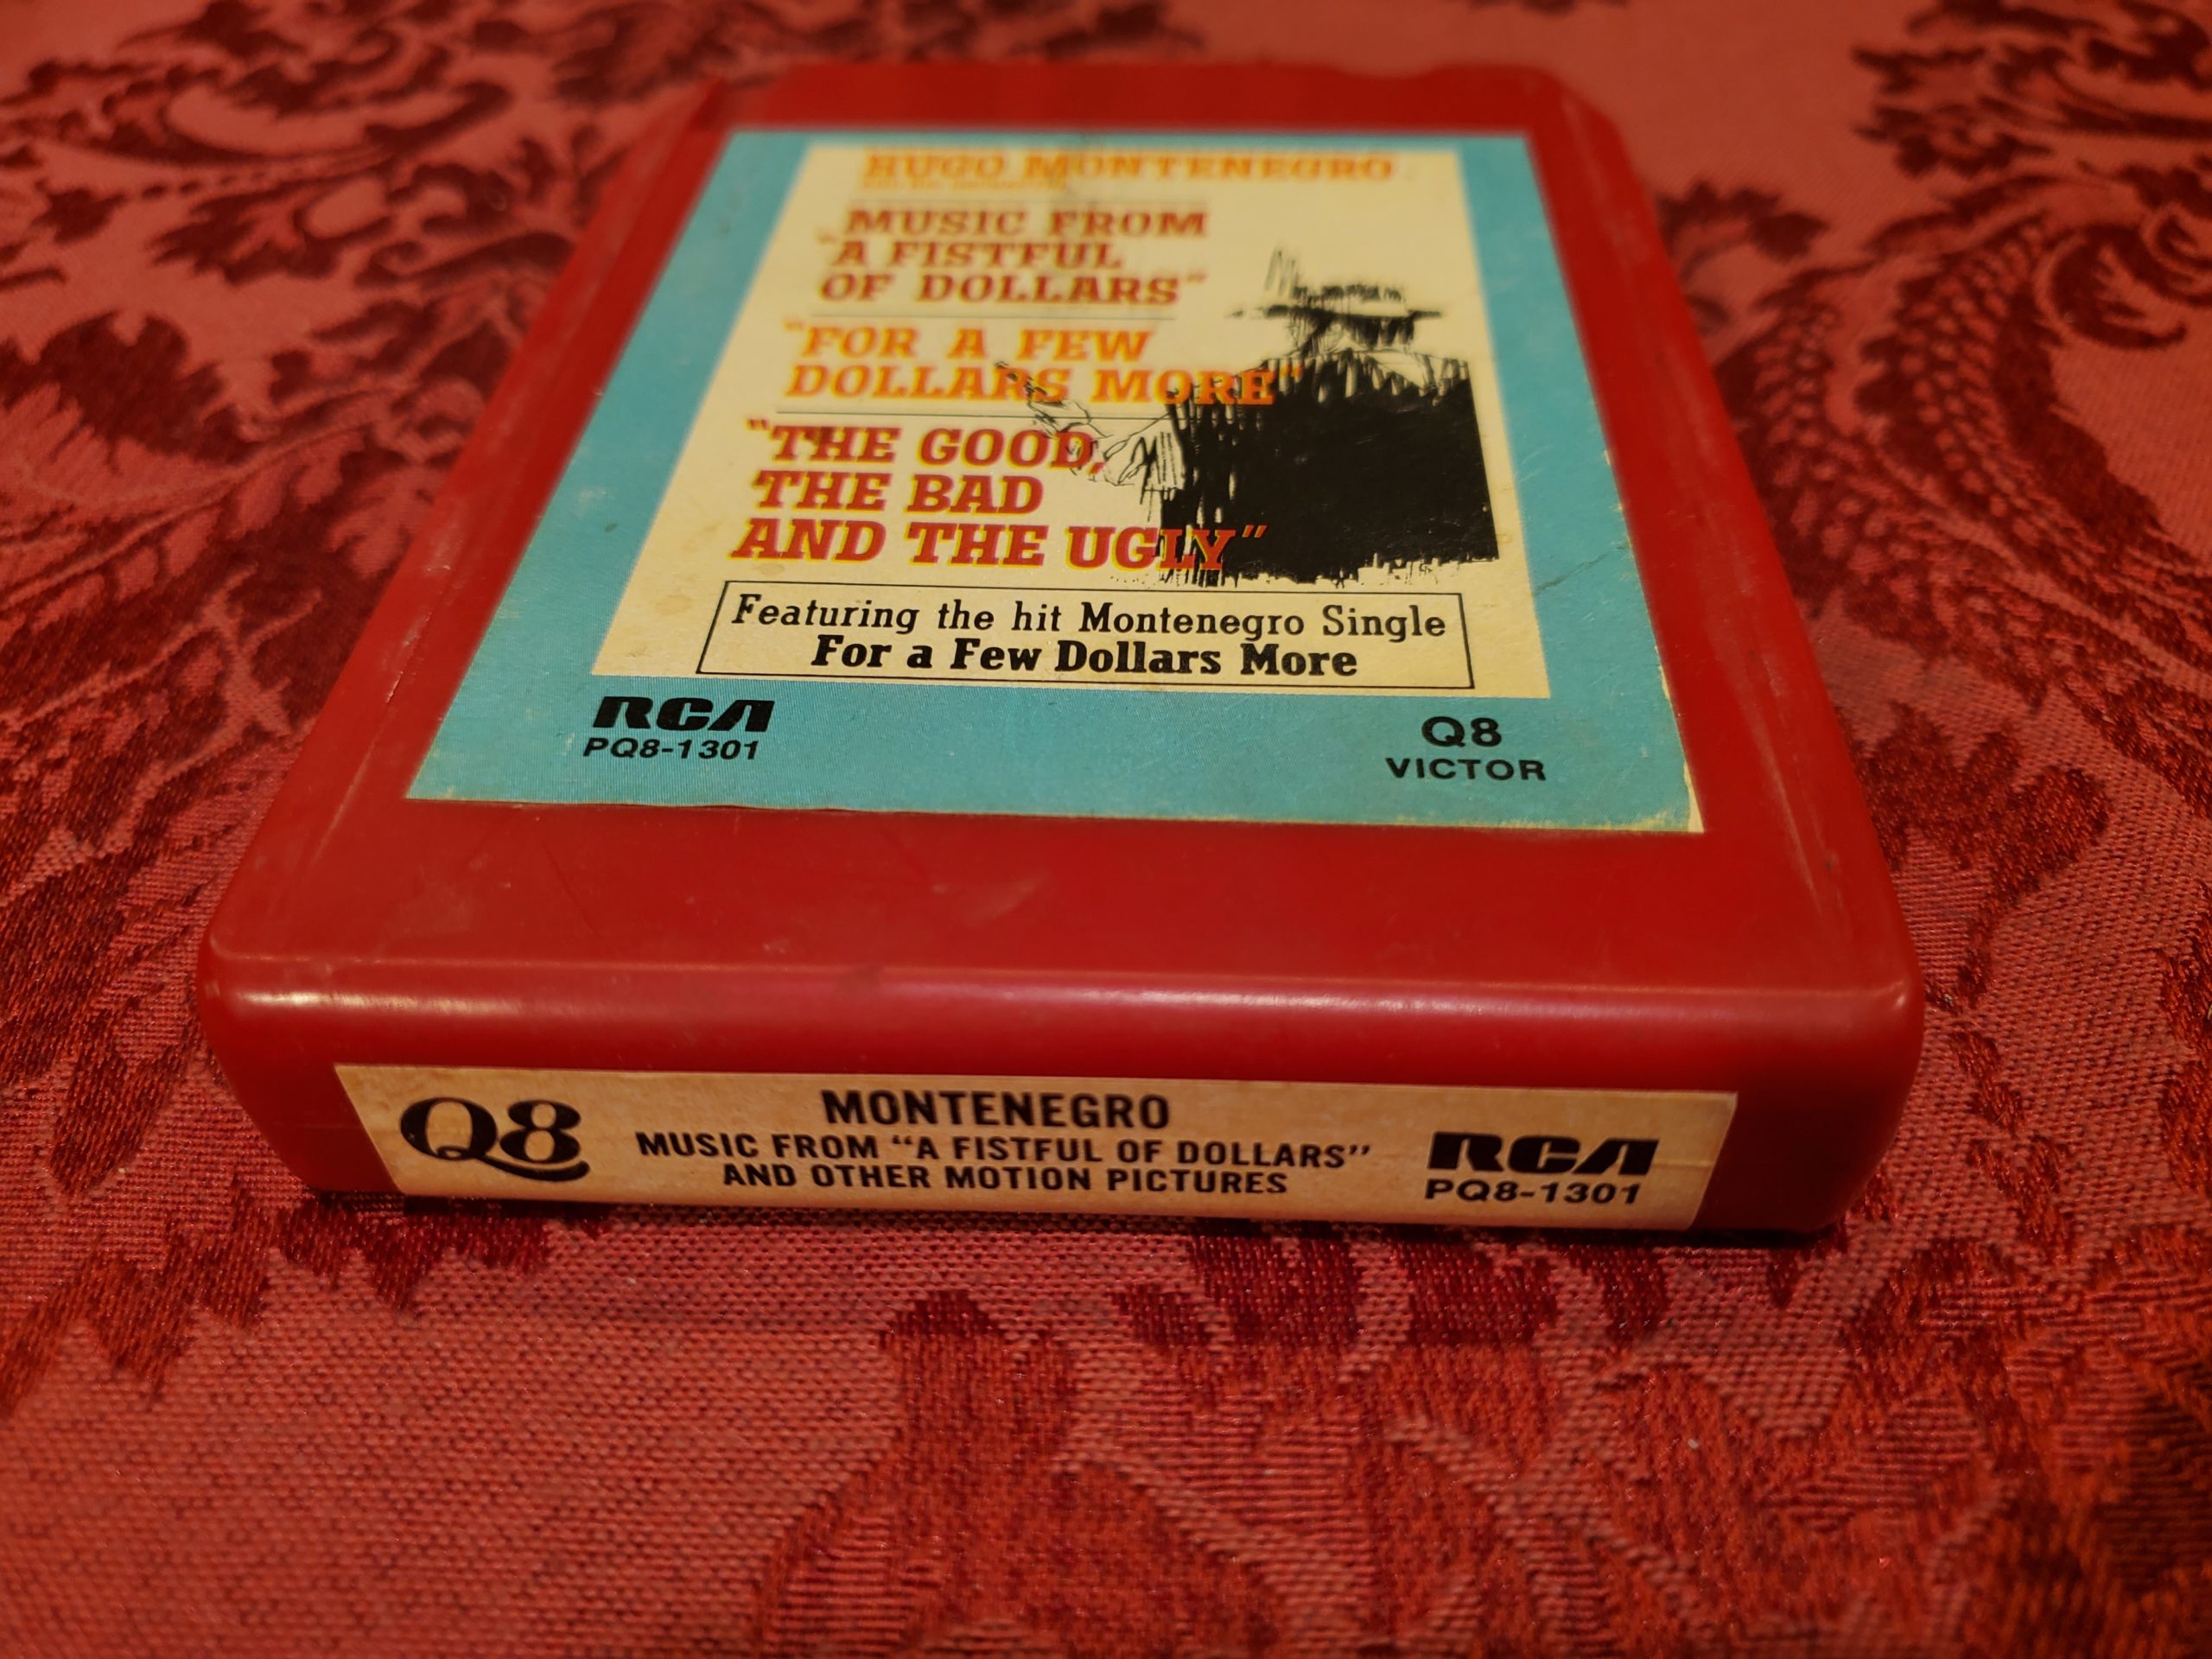 HUGO MONTENEGRO
MUSIC FROM
"A FISTFUL
OF DOLLARS"
"FOR A FEW
DOLLARS MORE"
"THE GOOD,
THE BAD
AND THE UGLY"
Featuring the hit Montenegro Single
For a Few Dollars More
RCA
PQ8-1301
Q8
VICTOR
Q8
MONTENEGRO
MUSIC FROM "A FISTFUL OF DOLLARS"
AND OTHER MOTION PICTURES
RCA
PQ8-1301